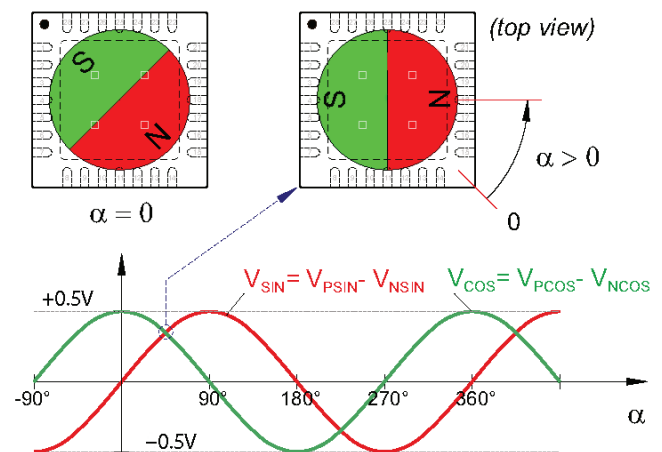 (top view)
S
N
S
N
α > 0
0
α = 0
V_SIN = V_PSIN - V_NSIN
V_COS = V_PCOS - V_NCOS
+0.5V
-90°
90°
180°
270°
360°
α
−0.5V